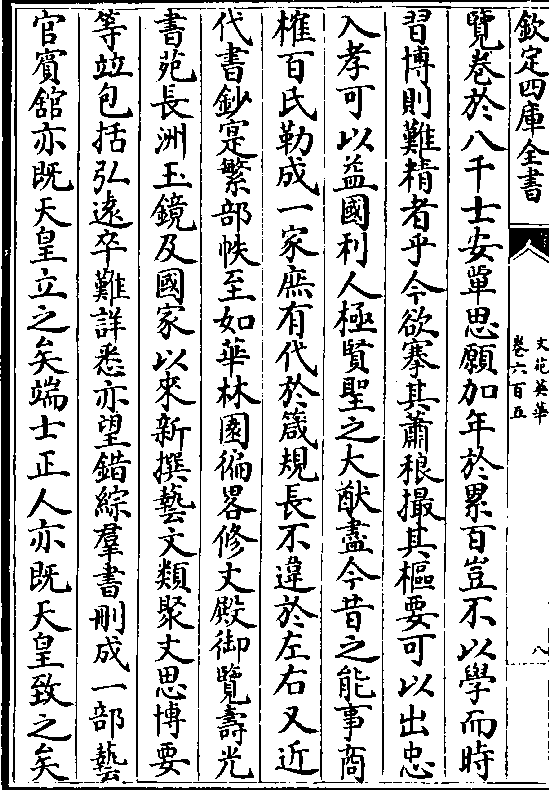 欽定四庫全書
文苑英華
卷六百五
八
覽卷於八千士安單思願加年於累百豈不以學而時
習博則難精者乎今欲搴其蕭稂撮其樞要可以出忠
入孝可以益國利人極賢聖之大猷盡今昔之能事商
榷百氏勒成一家庶有代於箴規長不違於左右又近
代書鈔寔繁部帙至如華林園徧畧修文殿御覽壽光
書苑長洲玉鏡及國家以來新撰藝文類聚文思博要
等竝包括弘遠卒難詳悉亦望錯綜羣書刪成一部藝
官賓舘亦既天皇立之矣端士正人亦既天皇致之矣